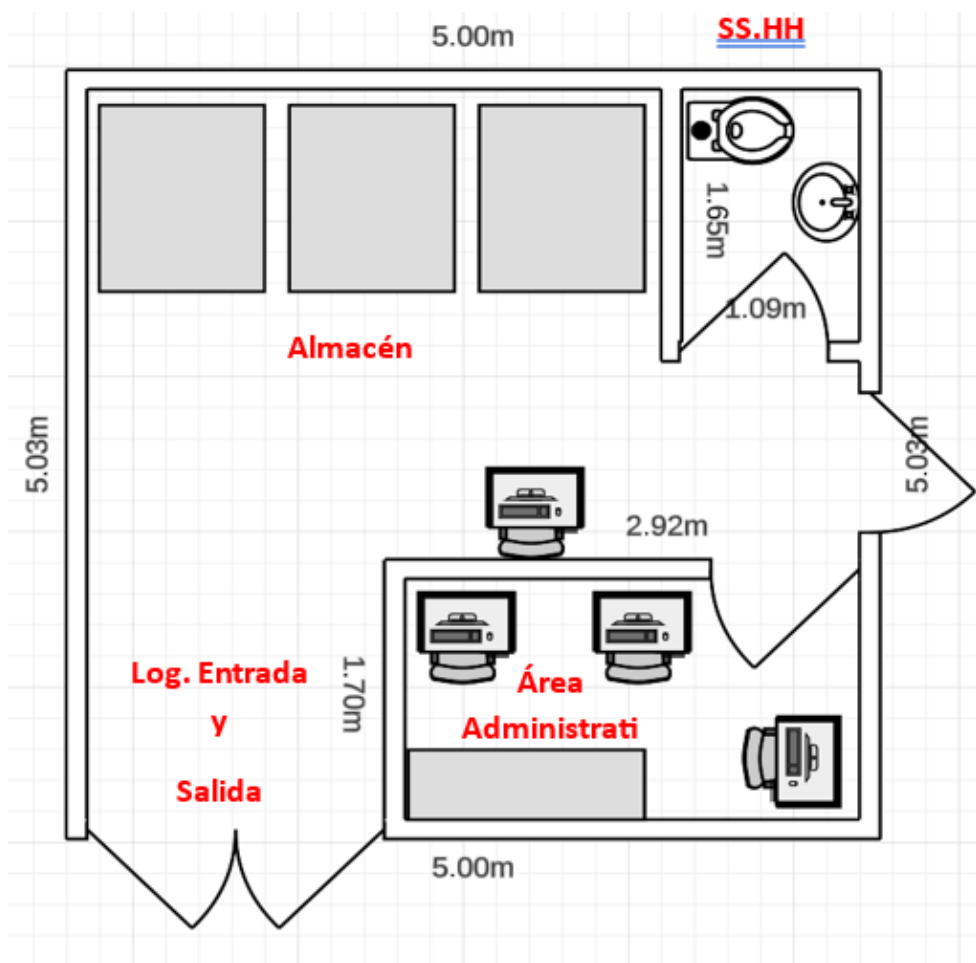 SS.HH
5.00m
1.65m
1.09m
Almacén
5.03m
5.03m
2.92m
Log. Entrada
y
Salida
1.70m
Área
Administrati
5.00m